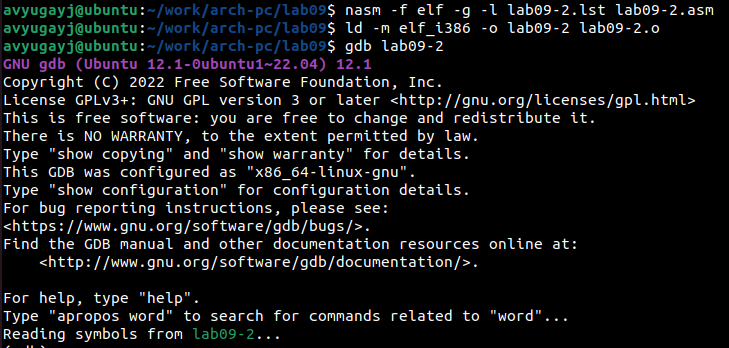 avyugayj@ubuntu:~/work/arch-pc/lab09$ nasm -f elf -g -l lab09-2.lst lab09-2.asm
avyugayj@ubuntu:~/work/arch-pc/lab09$ ld -m elf_i386 -o lab09-2 lab09-2.o
avyugayj@ubuntu:~/work/arch-pc/lab09$ gdb lab09-2
GNU gdb (Ubuntu 12.1-0ubuntu1~22.04) 12.1
Copyright (C) 2022 Free Software Foundation, Inc.
License GPLv3+: GNU GPL version 3 or later <http://gnu.org/licenses/gpl.html>
This is free software: you are free to change and redistribute it.
There is NO WARRANTY, to the extent permitted by law.
Type "show copying" and "show warranty" for details.
This GDB was configured as "x86_64-linux-gnu".
Type "show configuration" for configuration details.
For bug reporting instructions, please see:
<https://www.gnu.org/software/gdb/bugs/>.
Find the GDB manual and other documentation resources online at:
    <http://www.gnu.org/software/gdb/documentation/>.

For help, type "help".
Type "apropos word" to search for commands related to "word"...
Reading symbols from lab09-2...